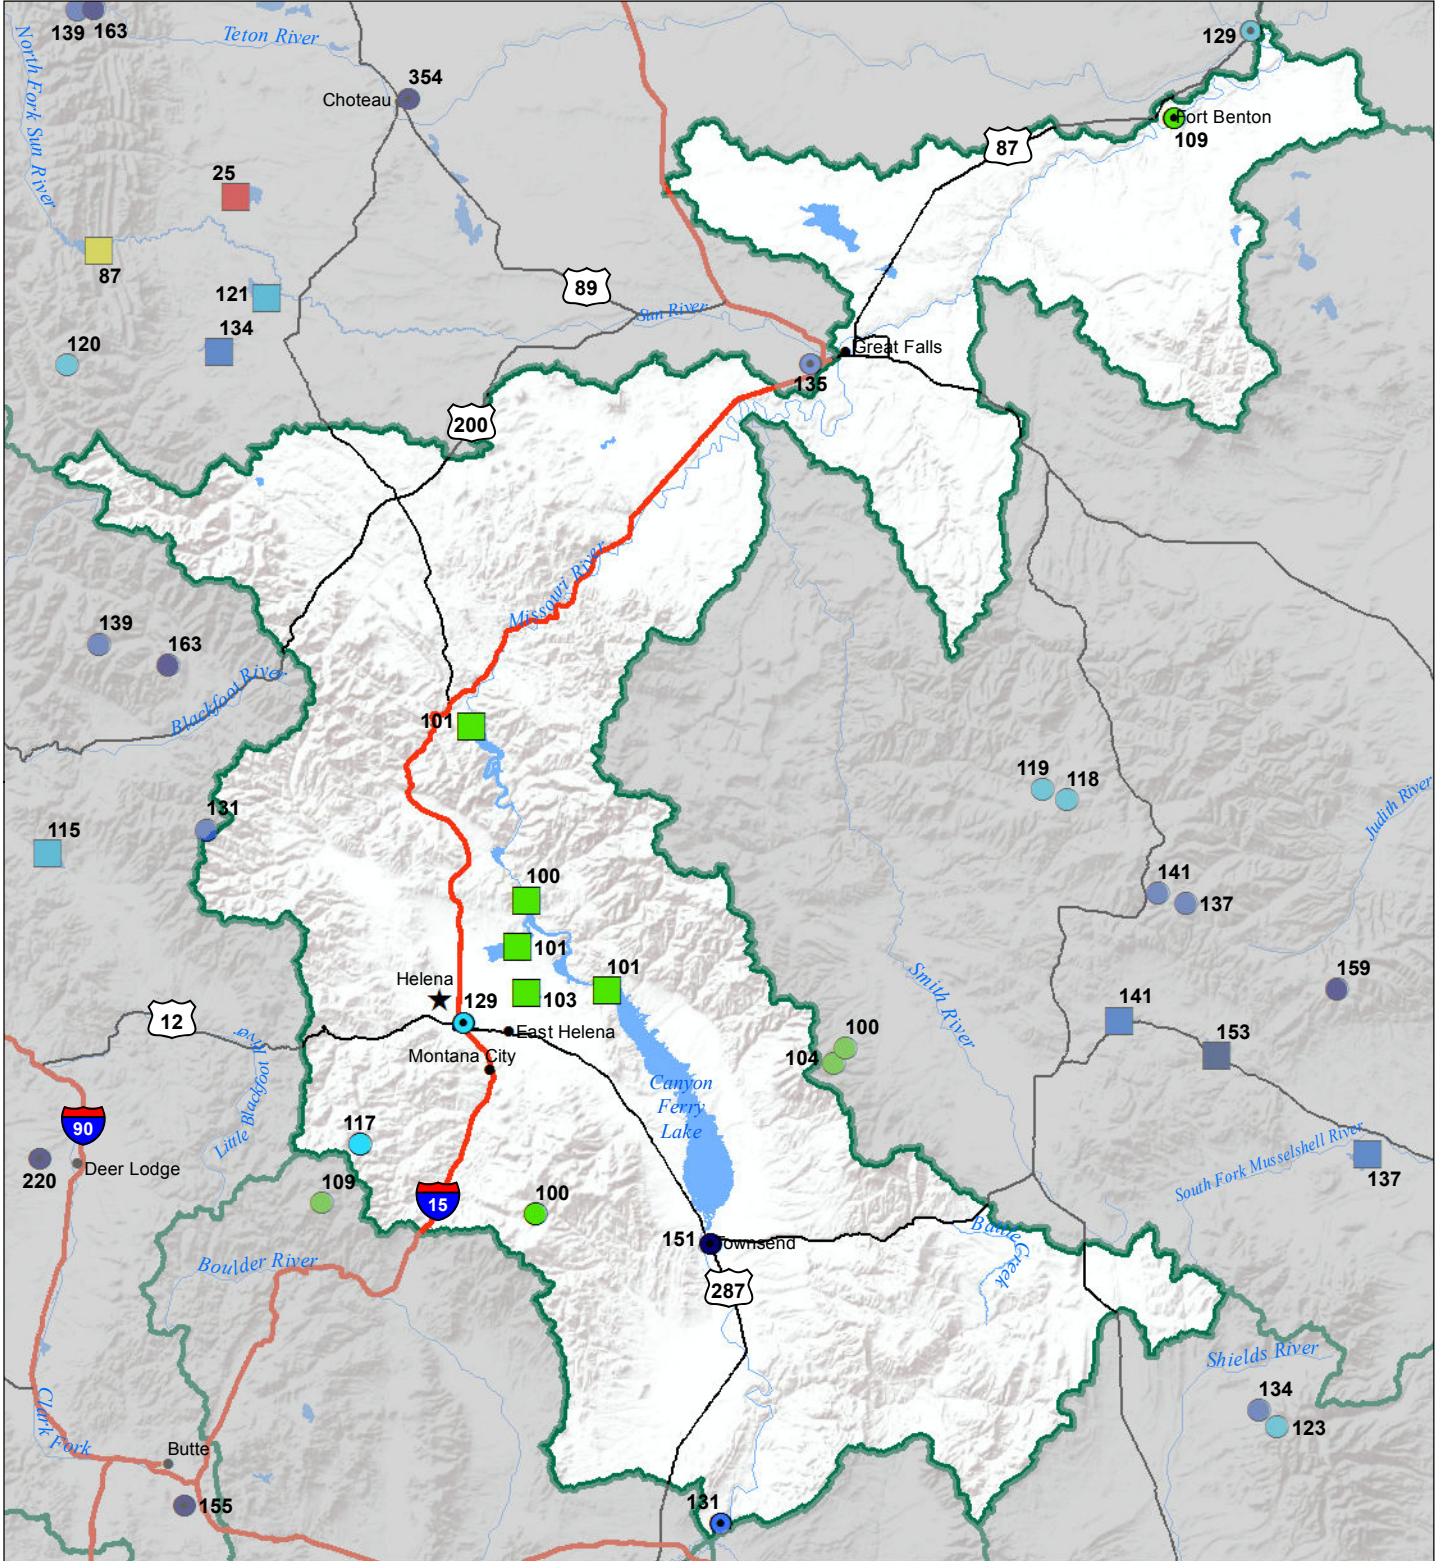 139
163
Teton River
North Fork Sun River
354
Choteau
129
Fort Benton
109
87
25
87
121
89
134
Sun River
120
Great Falls
135
200
Missouri River
139
163
Blackfoot River
101
119
118
Judith River
131
115
141
137
100
101
101
103
Helena
129
East Helena
Montana City
Smith River
159
141
153
12
Little Blackfoot River
100
104
Canyon
Ferry
Lake
90
Deer Lodge
220
117
South Fork Musselshell River
137
109
15
100
151
Townsend
Battle Creek
Boulder River
287
Shields River
134
123
Clark Fork
Butte
155
131